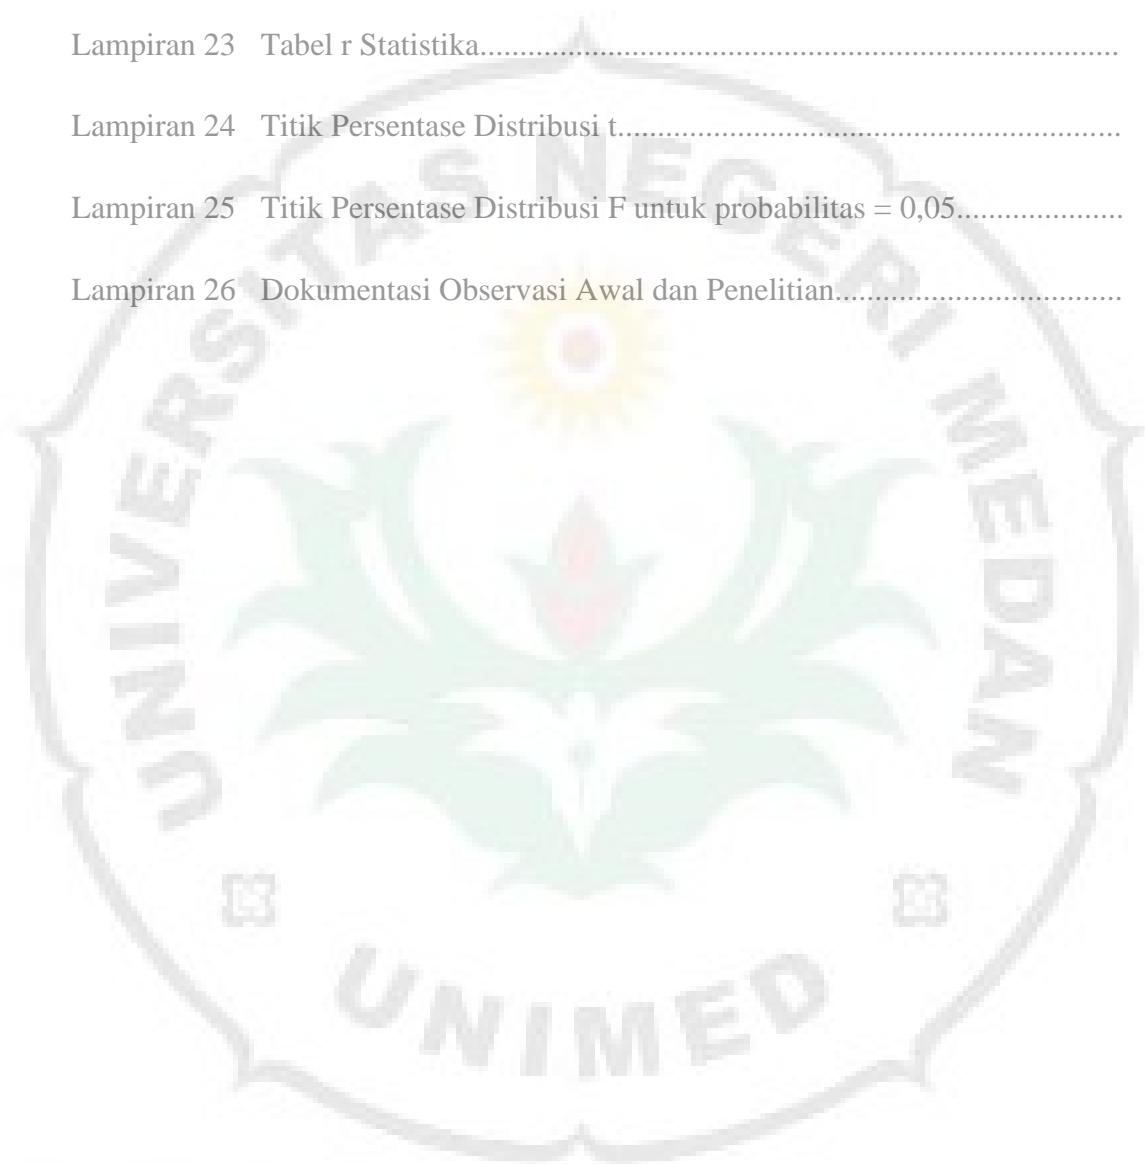 Lampiran 23 Tabel r Statistika................................................................................
Lampiran 24 Titik Persentase Distribusi t...............................................................
Lampiran 25 Titik Persentase Distribusi F untuk probabilitas = 0,05.....................
Lampiran 26 Dokumentasi Observasi Awal dan Penelitian....................................
UNIVERSITAS NEGERI MEDAN
UNIMED